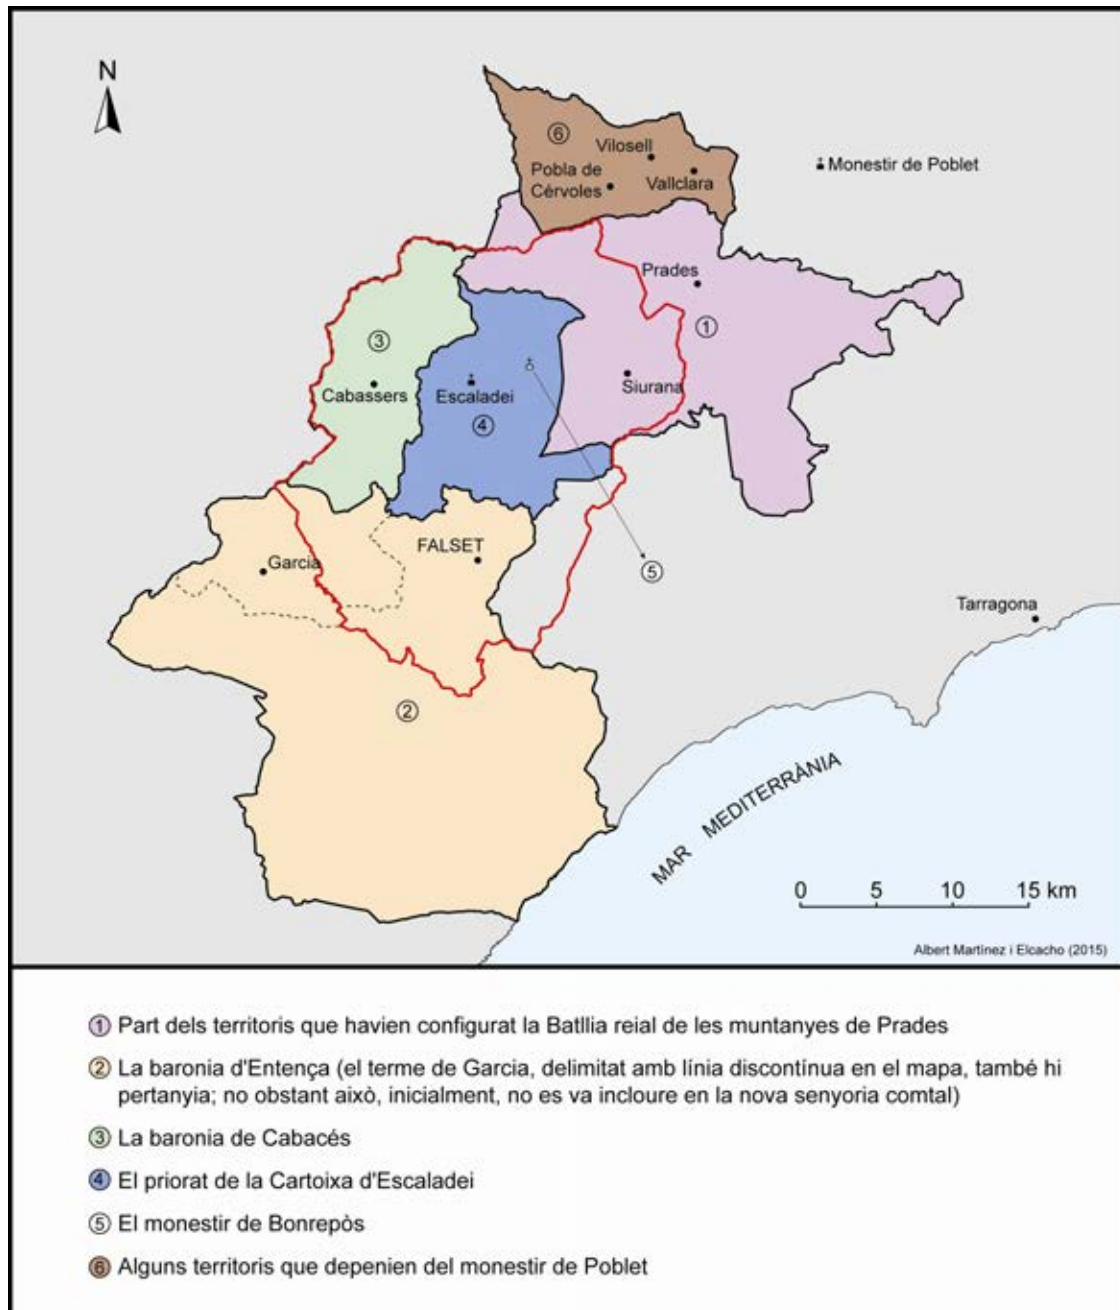 N
⑥
Vilosell
Pobla de
Cérvoles
Vallclara
Monestir de Poblet
Prades
①
③
Cabassers
Escaladei
④
Siurana
FALSET
Garcia
⑤
Tarragona
②
MAR MEDITERRÀNIA
0 5 10 15 km
Albert Martínez i Elcacho (2015)
① Part dels territoris que havien configurat la Batllia reial de les muntanyes de Prades
② La baronia d'Entença (el terme de Garcia, delimitat amb línia discontínua en el mapa, també hi
pertanyia; no obstant això, inicialment, no es va incloure en la nova senyoria comtal)
③ La baronia de Cabacés
④ El priorat de la Cartoixa d'Escaladei
⑤ El monestir de Bonrepòs
⑥ Alguns territoris que depenien del monestir de Poblet